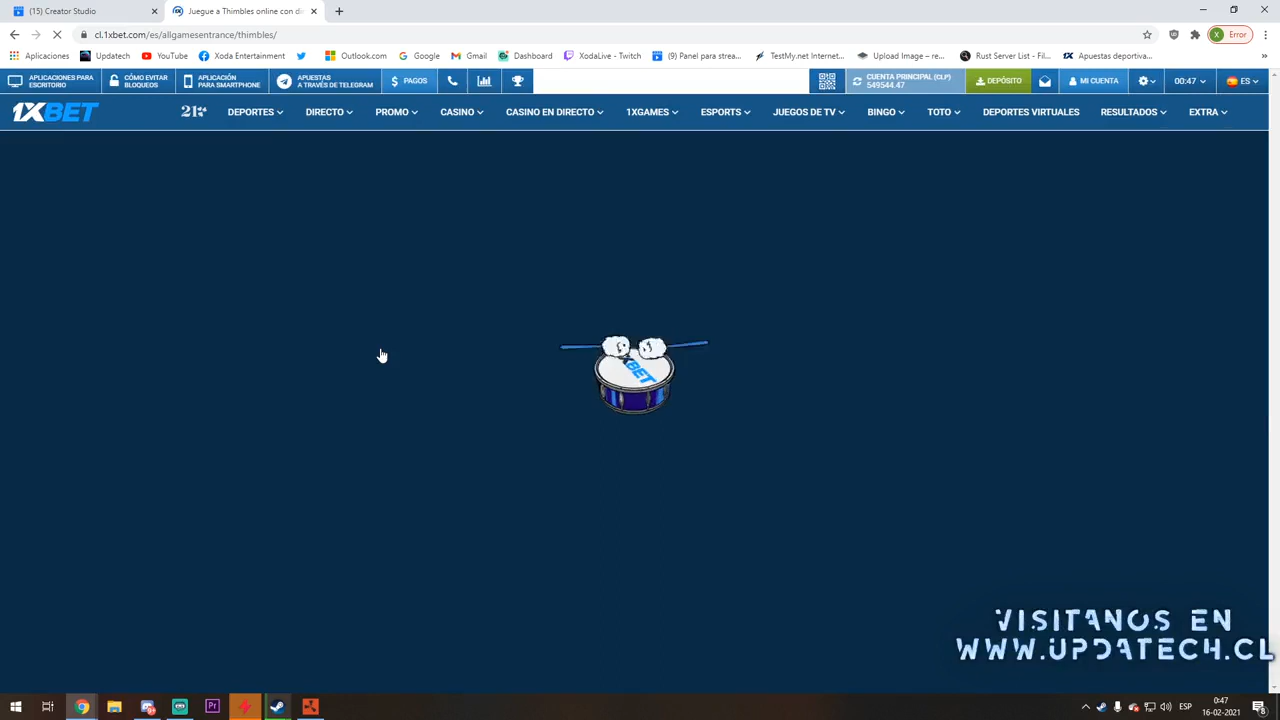 (15) Creator Studio
Juegue a Thimbles online con di
cl.1xbet.com/es/allgamesentrance/thimbles/
X Error
Aplicaciones Updatech YouTube Xoda Entertainment Outlook.com Google Gmail Dashboard XodaLive - Twitch (9) Panel para strea... TestMy.net Internet... Upload Image – re... Rust Server List - Fil... Apuestas deportiva...
APLICACIONES PARA ESCRITORIO
CÓMO EVITAR BLOQUEOS
APLICACIÓN PARA SMARTPHONE
APUESTAS A TRAVÉS DE TELEGRAM
$ PAGOS
CUENTA PRINCIPAL (CLP)
549544.47
DEPÓSITO
MI CUENTA
00:47
ES
1XBET
21
DEPORTES DIRECTO PROMO CASINO CASINO EN DIRECTO 1XGAMES ESPORTS JUEGOS DE TV BINGO TOTO DEPORTES VIRTUALES RESULTADOS EXTRA
XBET
VISITANOS EN
WWW.UPDATECH.CL
Pr
ESP
0:47
16-02-2021
8